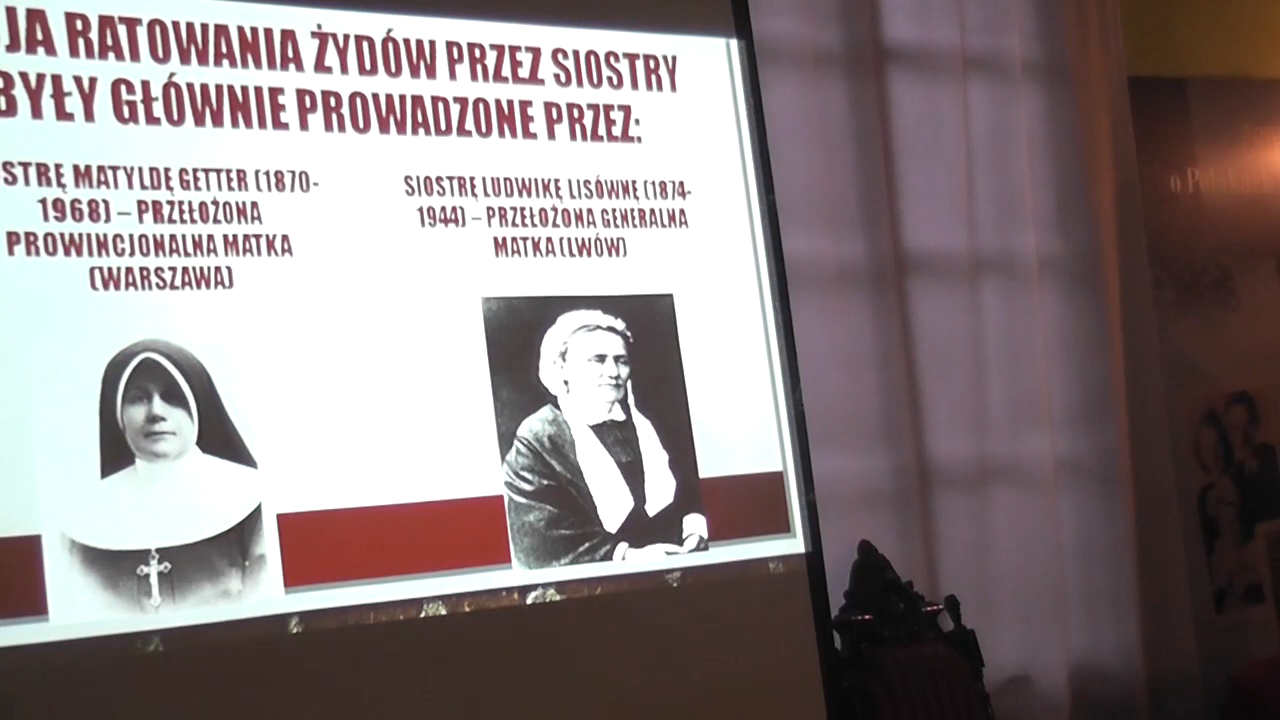 JA RATOWANIA ŻYDÓW PRZEZ SIOSTRY
BYŁY GŁÓWNIE PROWADZONE PRZEZ:
STRĘ MATYLDĘ GETTER (1870-
1968) – PRZEŁOŻONA
PROWINCJONALNA MATKA
(WARSZAWA)
SIOSTRĘ LUDWIKĘ LISÓWNĘ (1874-
1944) – PRZEŁOŻONA GENERALNA
MATKA (LWÓW)